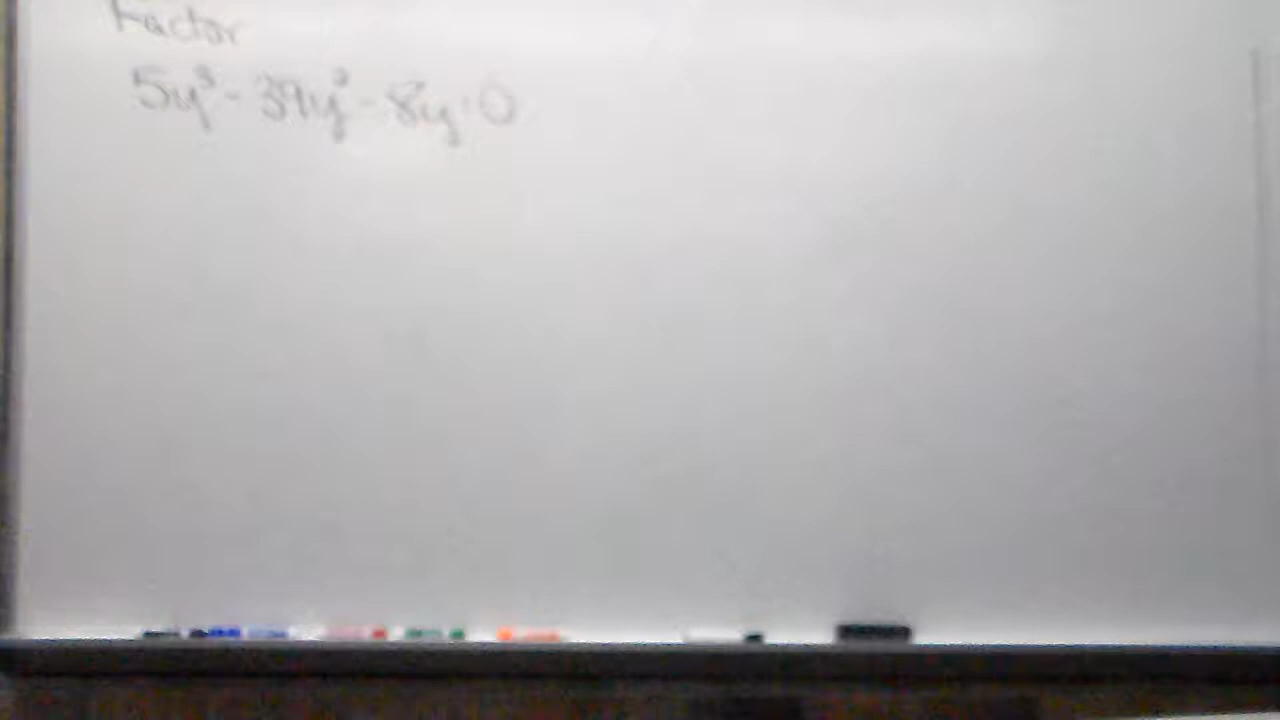 Factor
5y³ - 39y² - 8y = 0